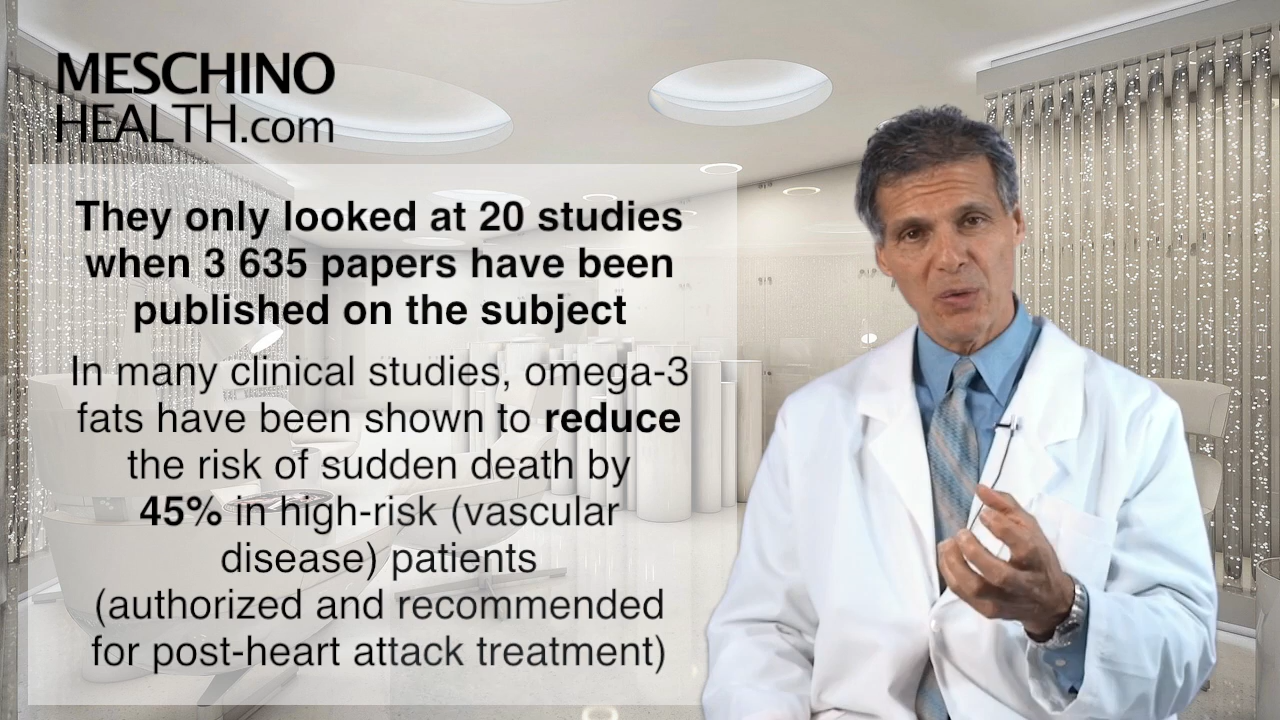 MESCHINO
HEALTH.com
They only looked at 20 studies
when 3 635 papers have been
published on the subject
In many clinical studies, omega-3
fats have been shown to reduce
the risk of sudden death by
45% in high-risk (vascular
disease) patients
(authorized and recommended
for post-heart attack treatment)